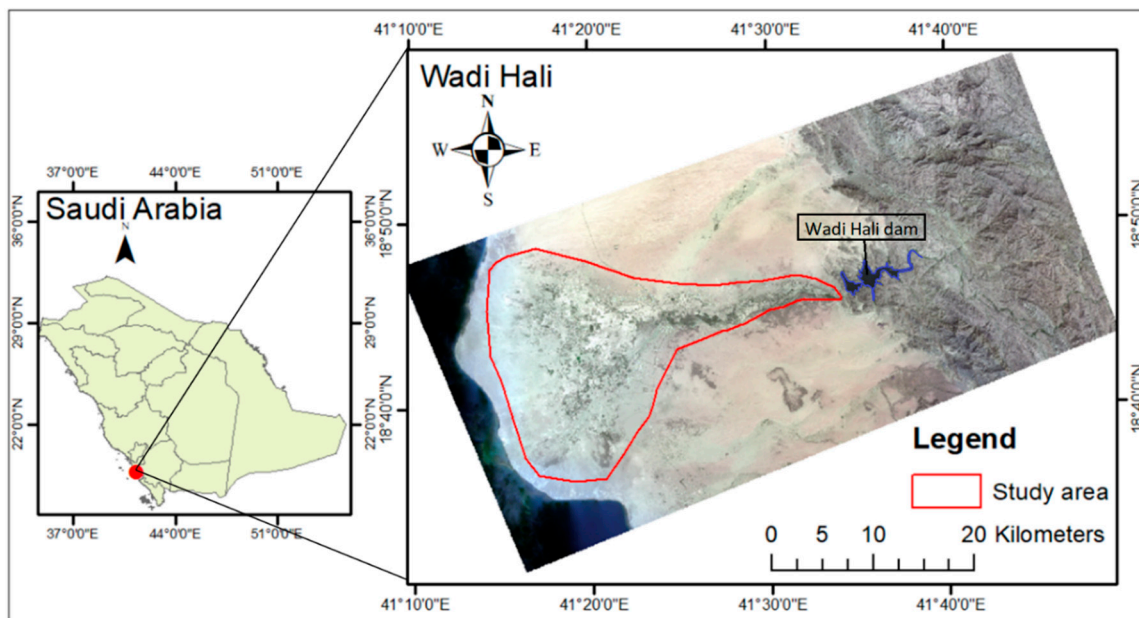 41°10'0"E 41°20'0"E 41°30'0"E 41°40'0"E
Wadi Hali
N
W E
S
18°50'0"N
18°40'0"N
18°50'0"N
18°40'0"N
Wadi Hali dam
37°0'0"E 44°0'0"E 51°0'0"E
Saudi Arabia
N
36°0'0"N
29°0'0"N
22°0'0"N
36°0'0"N
29°0'0"N
22°0'0"N
37°0'0"E 44°0'0"E 51°0'0"E
Legend
Study area
0 5 10 20 Kilometers
41°10'0"E 41°20'0"E 41°30'0"E 41°40'0"E